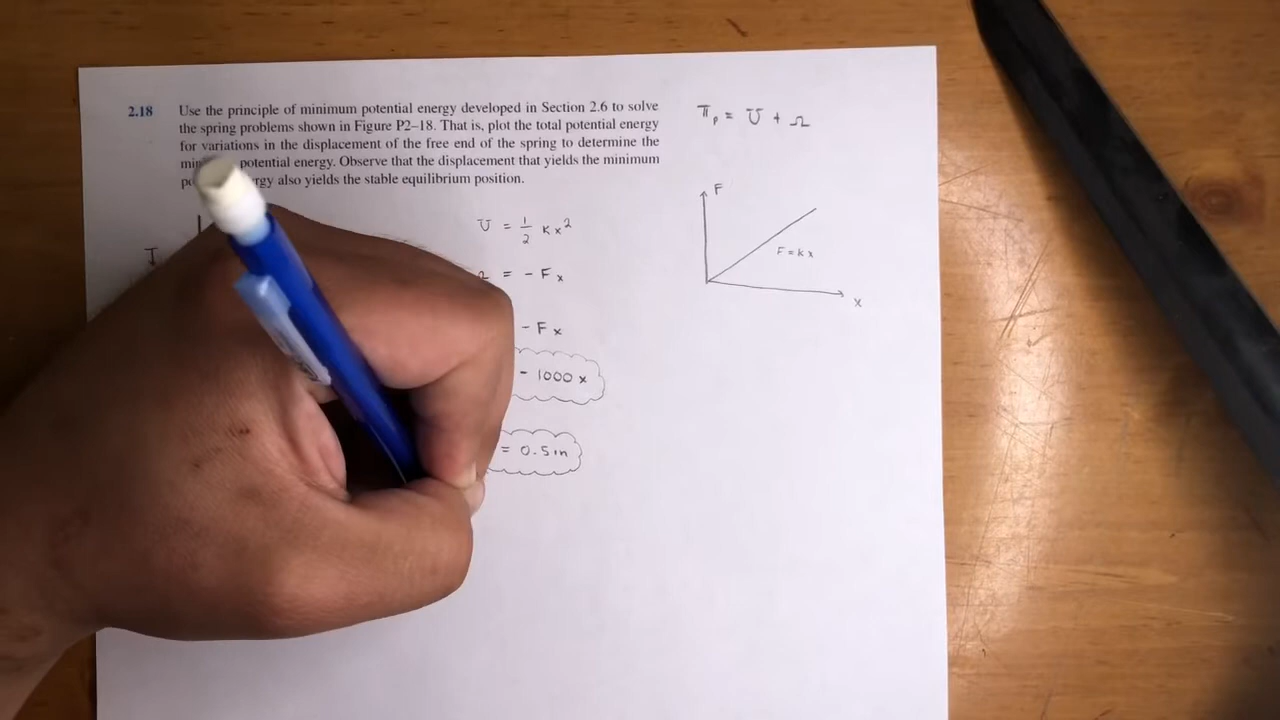 2.18 Use the principle of minimum potential energy developed in Section 2.6 to solve
the spring problems shown in Figure P2–18. That is, plot the total potential energy
for variations in the displacement of the free end of the spring to determine the
potential energy. Observe that the displacement that yields the minimum
also yields the stable equilibrium position.
π_p = U + Ω
F
F = kx
x
U = 1/2 kx²
= - Fx
- Fx
- 1000 x
= 0.5in